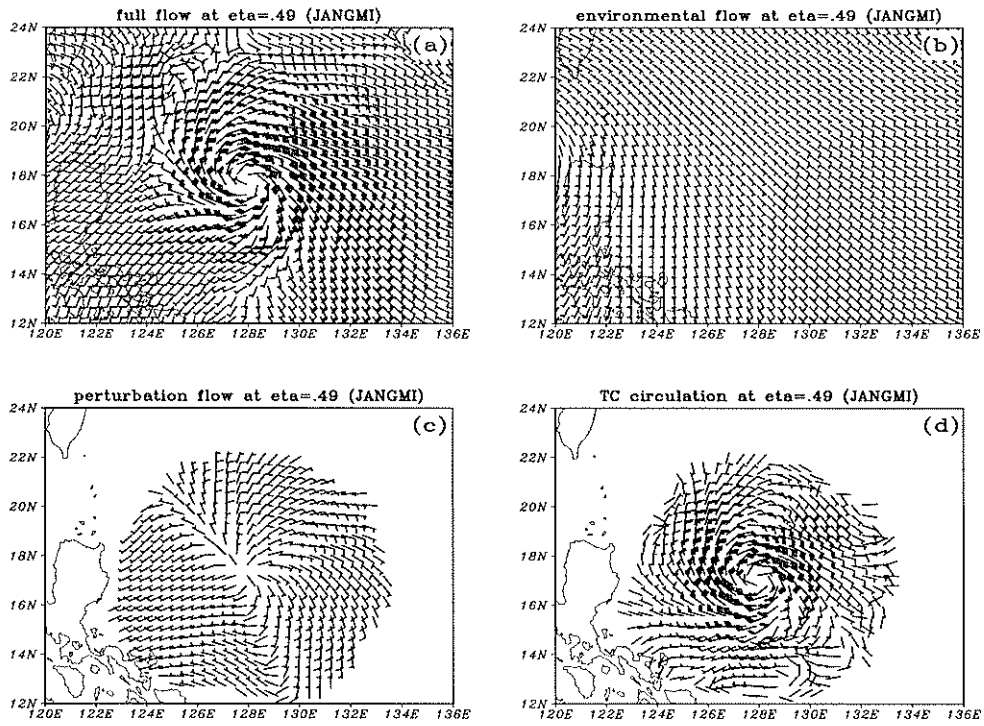 full flow at eta=.49 (JANGMI)
(a)
24N
22N
20N
18N
16N
14N
12N
120E 122E 124E 126E 128E 130E 132E 134E 136E
environmental flow at eta=.49 (JANGMI)
(b)
24N
22N
20N
18N
16N
14N
12N
120E 122E 124E 126E 128E 130E 132E 134E 136E
perturbation flow at eta=.49 (JANGMI)
(c)
24N
22N
20N
18N
16N
14N
12N
120E 122E 124E 126E 128E 130E 132E 134E 136E
TC circulation at eta=.49 (JANGMI)
(d)
24N
22N
20N
18N
16N
14N
12N
120E 122E 124E 126E 128E 130E 132E 134E 136E